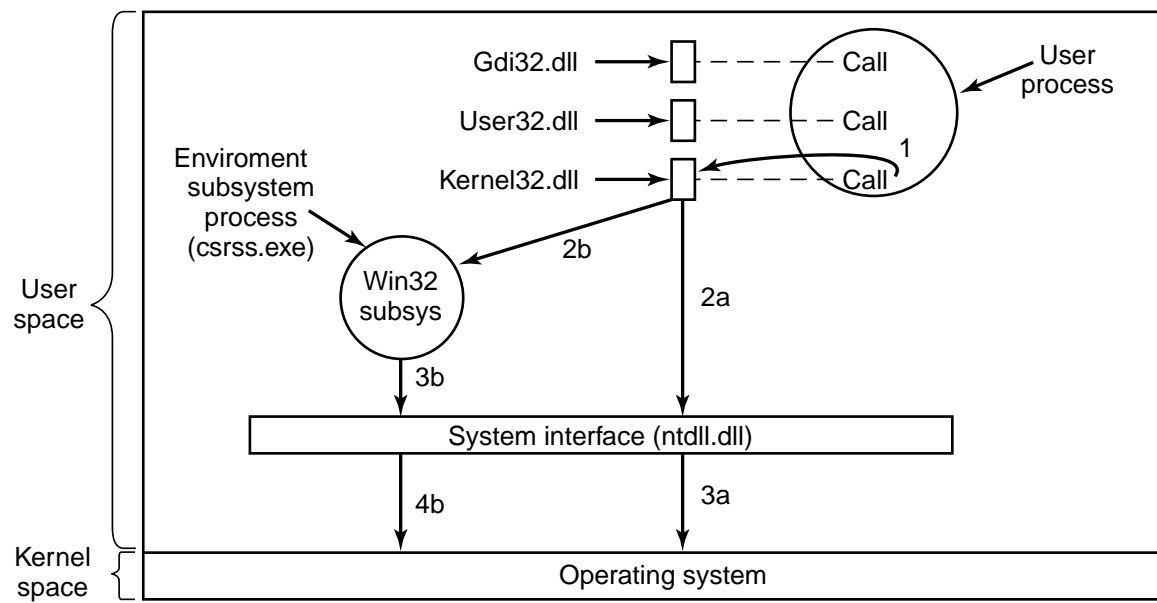 Gdi32.dll
Call
User
process
User32.dll
Call
Enviroment
subsystem
process
(csrss.exe)
1
Kernel32.dll
Call
2b
Win32
subsys
User
space
2a
3b
System interface (ntdll.dll)
4b
3a
Kernel
space
Operating system